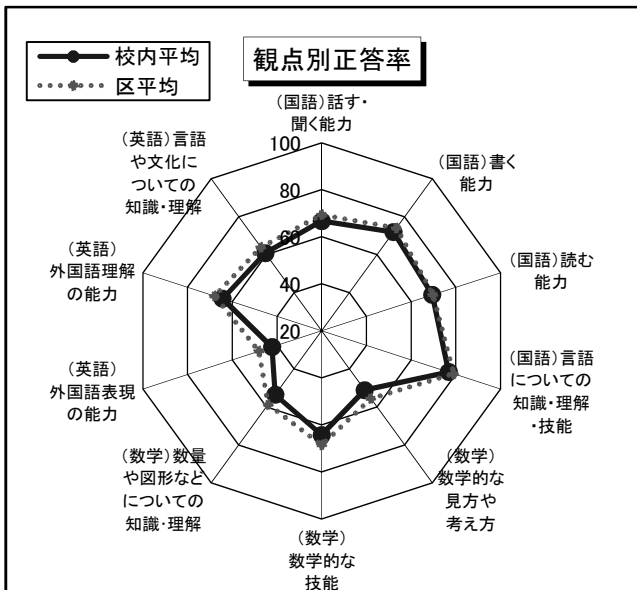 校内平均
区平均
観点別正答率
(国語)話す・
聞く能力
(国語)書く
能力
(国語)読む
能力
(国語)言語
についての
知識・理解
・技能
(数学)
数学的な
見方や
考え方
(数学)
数学的な
技能
(数学)数量
や図形など
についての
知識・理解
(英語)
外国語表現
の能力
(英語)
外国語理解
の能力
(英語)言語
や文化に
ついての
知識・理解
100
80
60
40
20